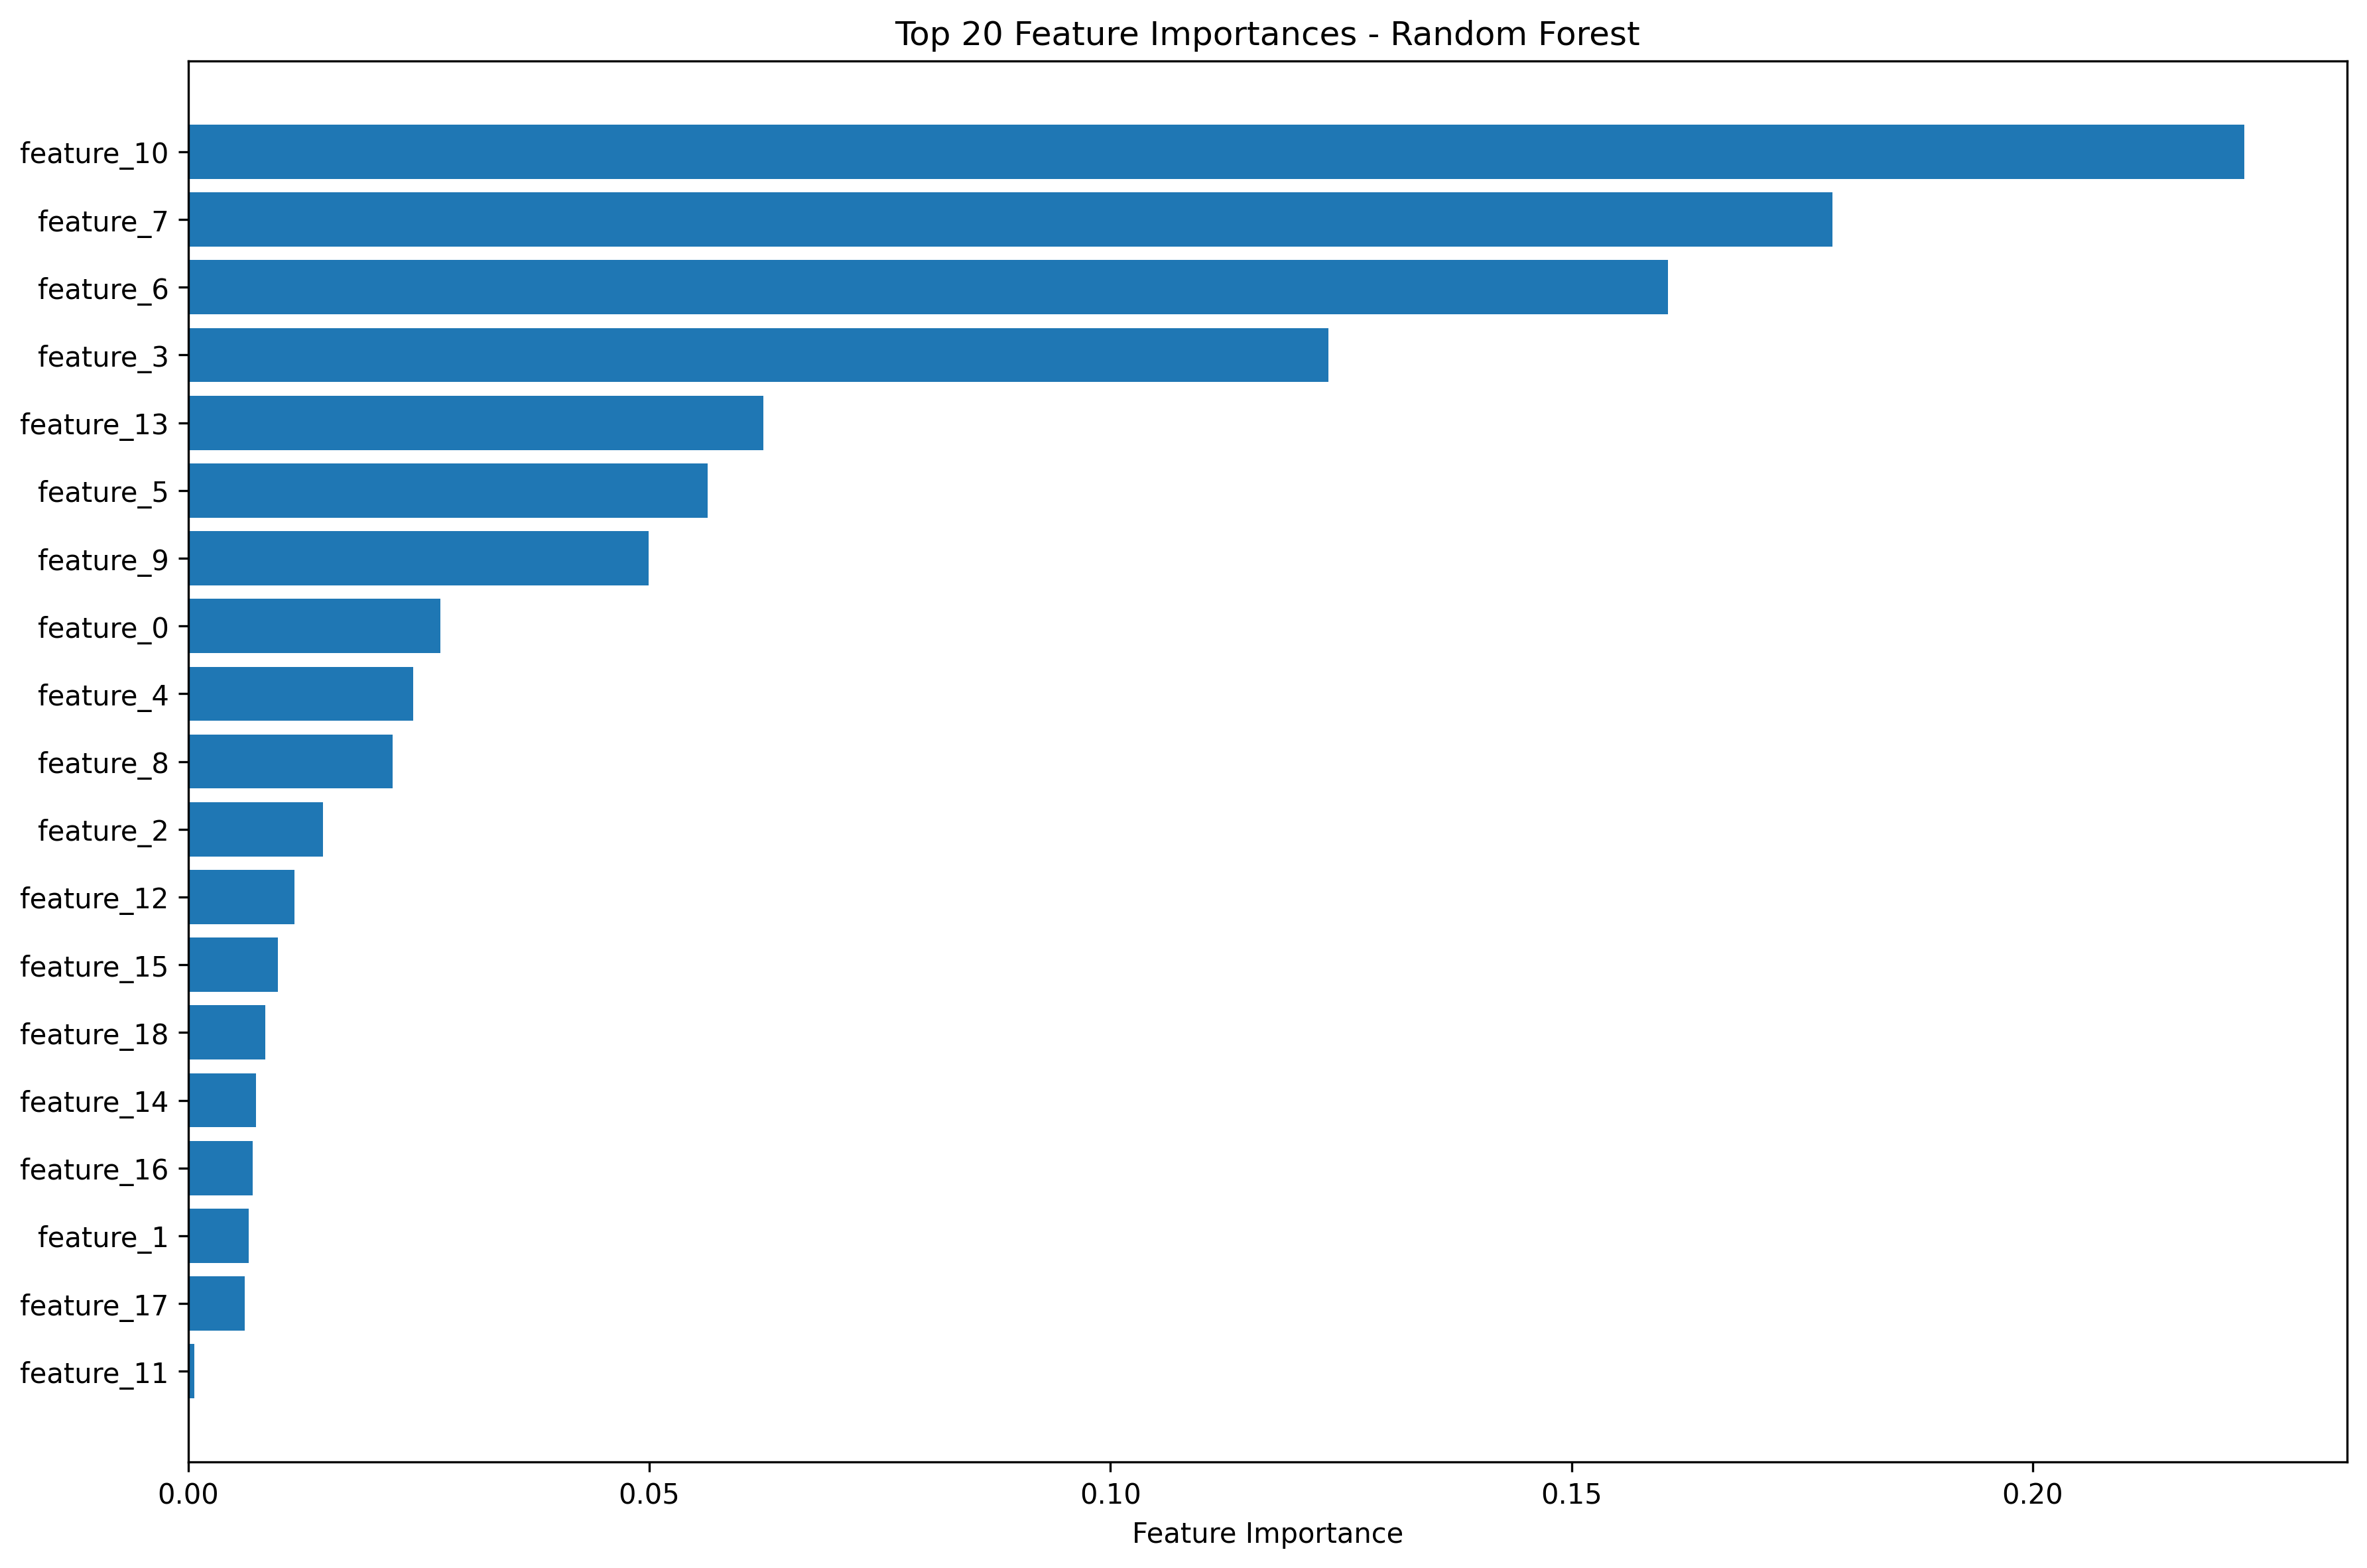 Top 20 Feature Importances - Random Forest
feature_10
feature_7
feature_6
feature_3
feature_13
feature_5
feature_9
feature_0
feature_4
feature_8
feature_2
feature_12
feature_15
feature_18
feature_14
feature_16
feature_1
feature_17
feature_11
0.00 0.05 0.10 0.15 0.20
Feature Importance